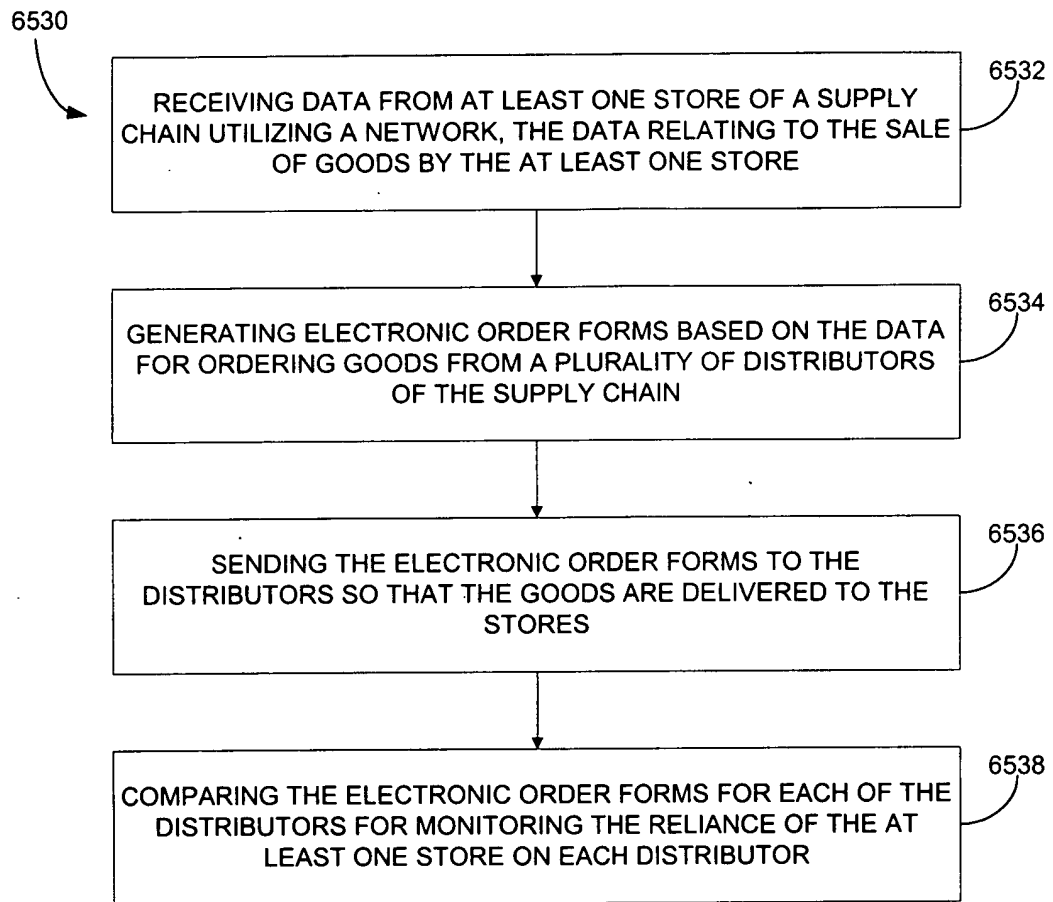 6530
6532
RECEIVING DATA FROM AT LEAST ONE STORE OF A SUPPLY
CHAIN UTILIZING A NETWORK, THE DATA RELATING TO THE SALE
OF GOODS BY THE AT LEAST ONE STORE
6534
GENERATING ELECTRONIC ORDER FORMS BASED ON THE DATA
FOR ORDERING GOODS FROM A PLURALITY OF DISTRIBUTORS
OF THE SUPPLY CHAIN
6536
SENDING THE ELECTRONIC ORDER FORMS TO THE
DISTRIBUTORS SO THAT THE GOODS ARE DELIVERED TO THE
STORES
6538
COMPARING THE ELECTRONIC ORDER FORMS FOR EACH OF THE
DISTRIBUTORS FOR MONITORING THE RELIANCE OF THE AT
LEAST ONE STORE ON EACH DISTRIBUTOR